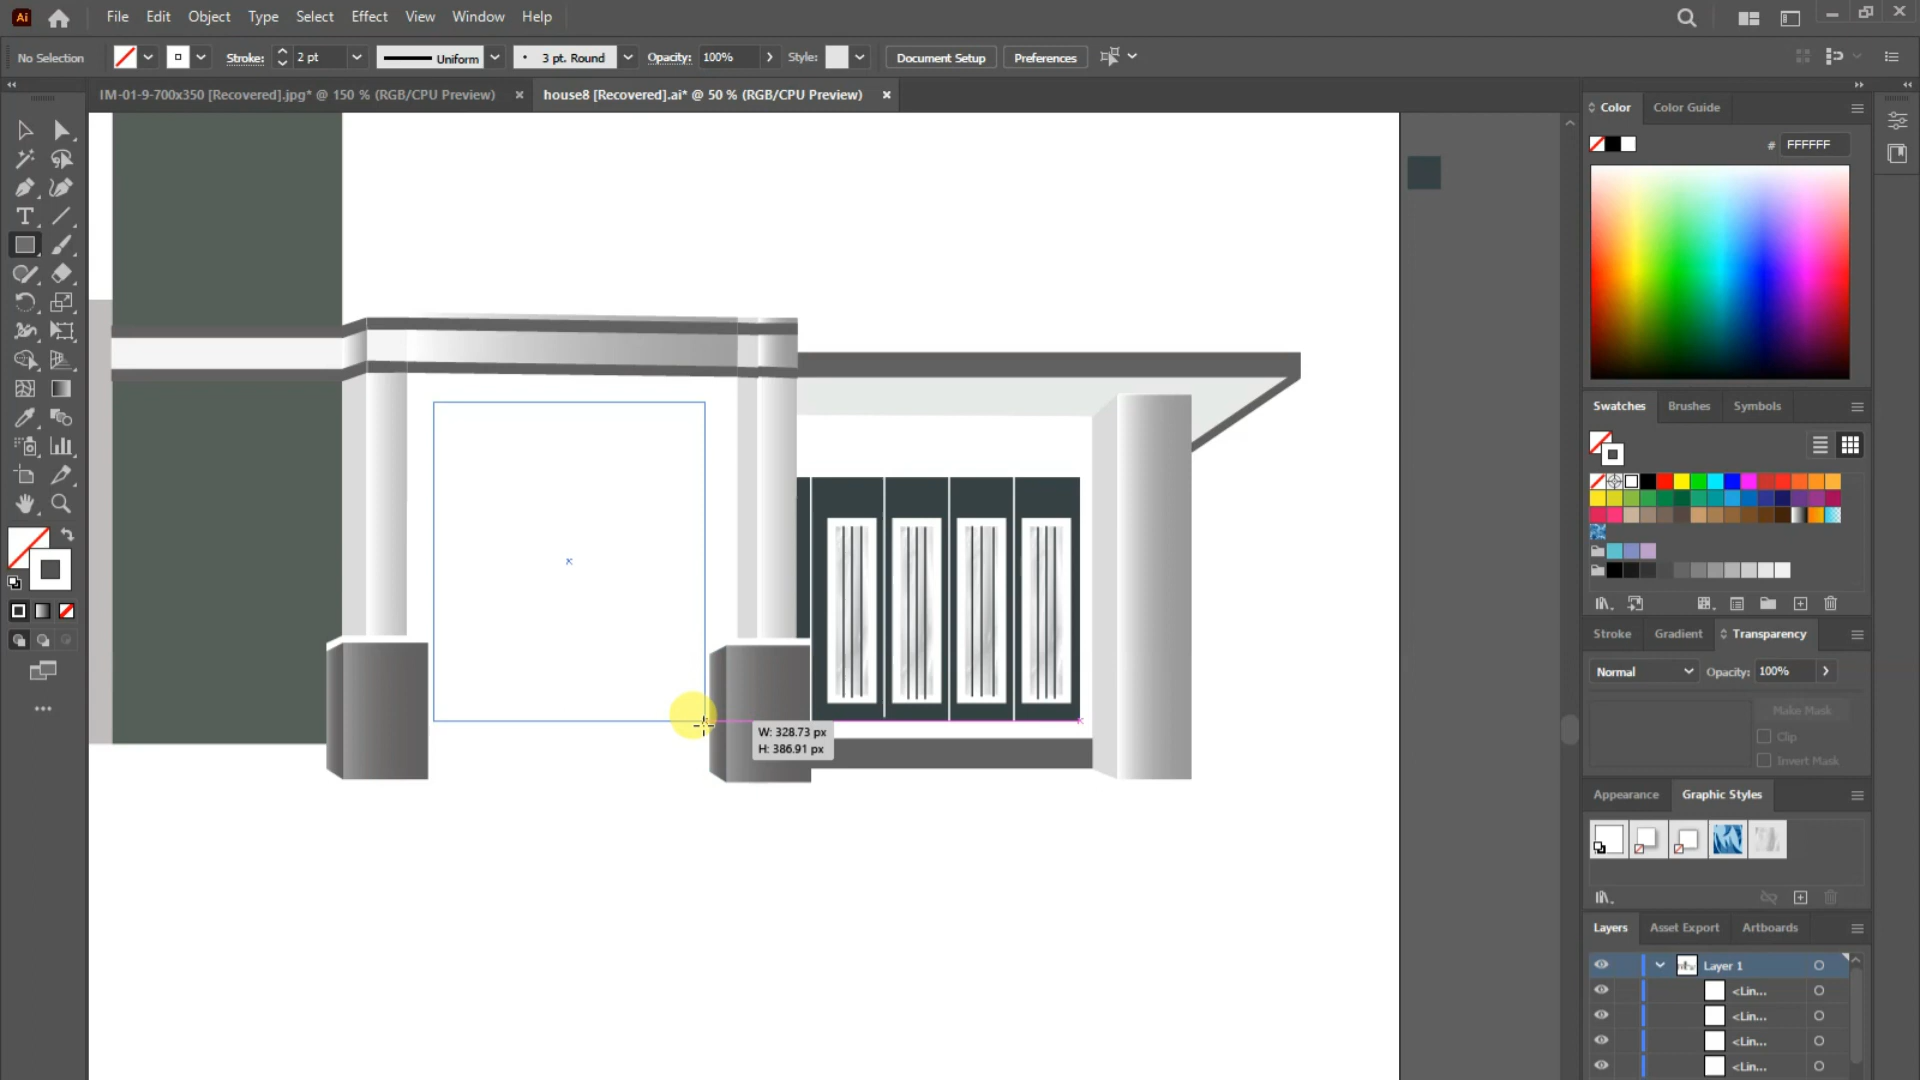 Ai File Edit Object Type Select Effect View Window Help
No Selection Stroke: 2 pt Uniform 3 pt. Round Opacity: 100% Style: Document Setup Preferences
IM-01-9-700x350 [Recovered].jpg* @ 150 % (RGB/CPU Preview) × house8 [Recovered].ai* @ 50 % (RGB/CPU Preview) ×
Color Color Guide
# FFFFFF
Swatches Brushes Symbols
Stroke Gradient Transparency
Normal Opacity: 100%
Make Mask
Clip
Invert Mask
W: 328.73 px
H: 386.91 px
Appearance Graphic Styles
Layers Asset Export Artboards
Layer 1
<Lin...
<Lin...
<Lin...
<Lin...